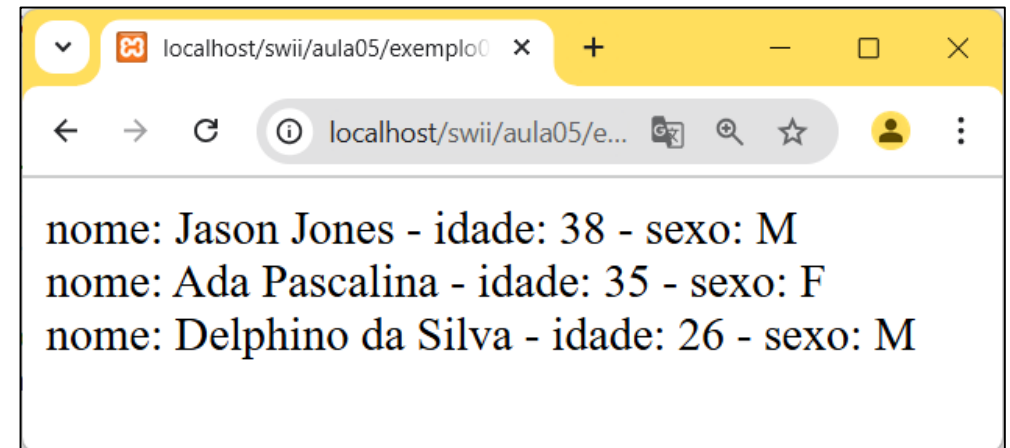 localhost/swii/aula05/exemplo0
localhost/swii/aula05/e...
nome: Jason Jones - idade: 38 - sexo: M
nome: Ada Pascalina - idade: 35 - sexo: F
nome: Delphino da Silva - idade: 26 - sexo: M